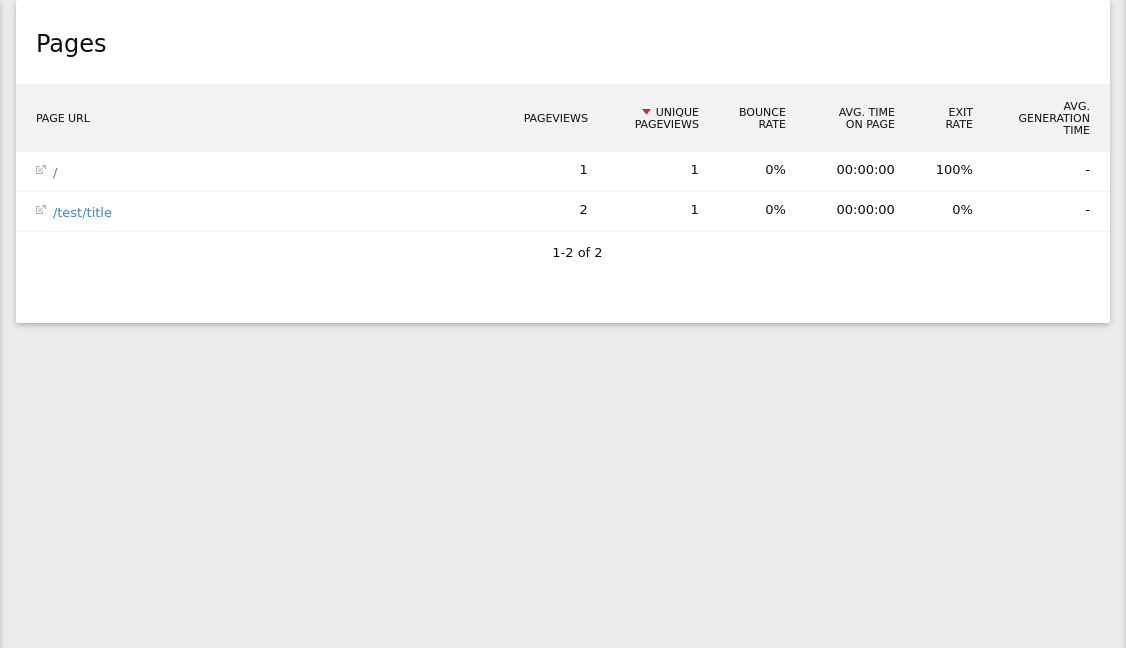 Pages
PAGE URL PAGEVIEWS UNIQUE PAGEVIEWS BOUNCE RATE AVG. TIME ON PAGE EXIT RATE AVG. GENERATION TIME
/ 1 1 0% 00:00:00 100% -
/test/title 2 1 0% 00:00:00 0% -
1-2 of 2